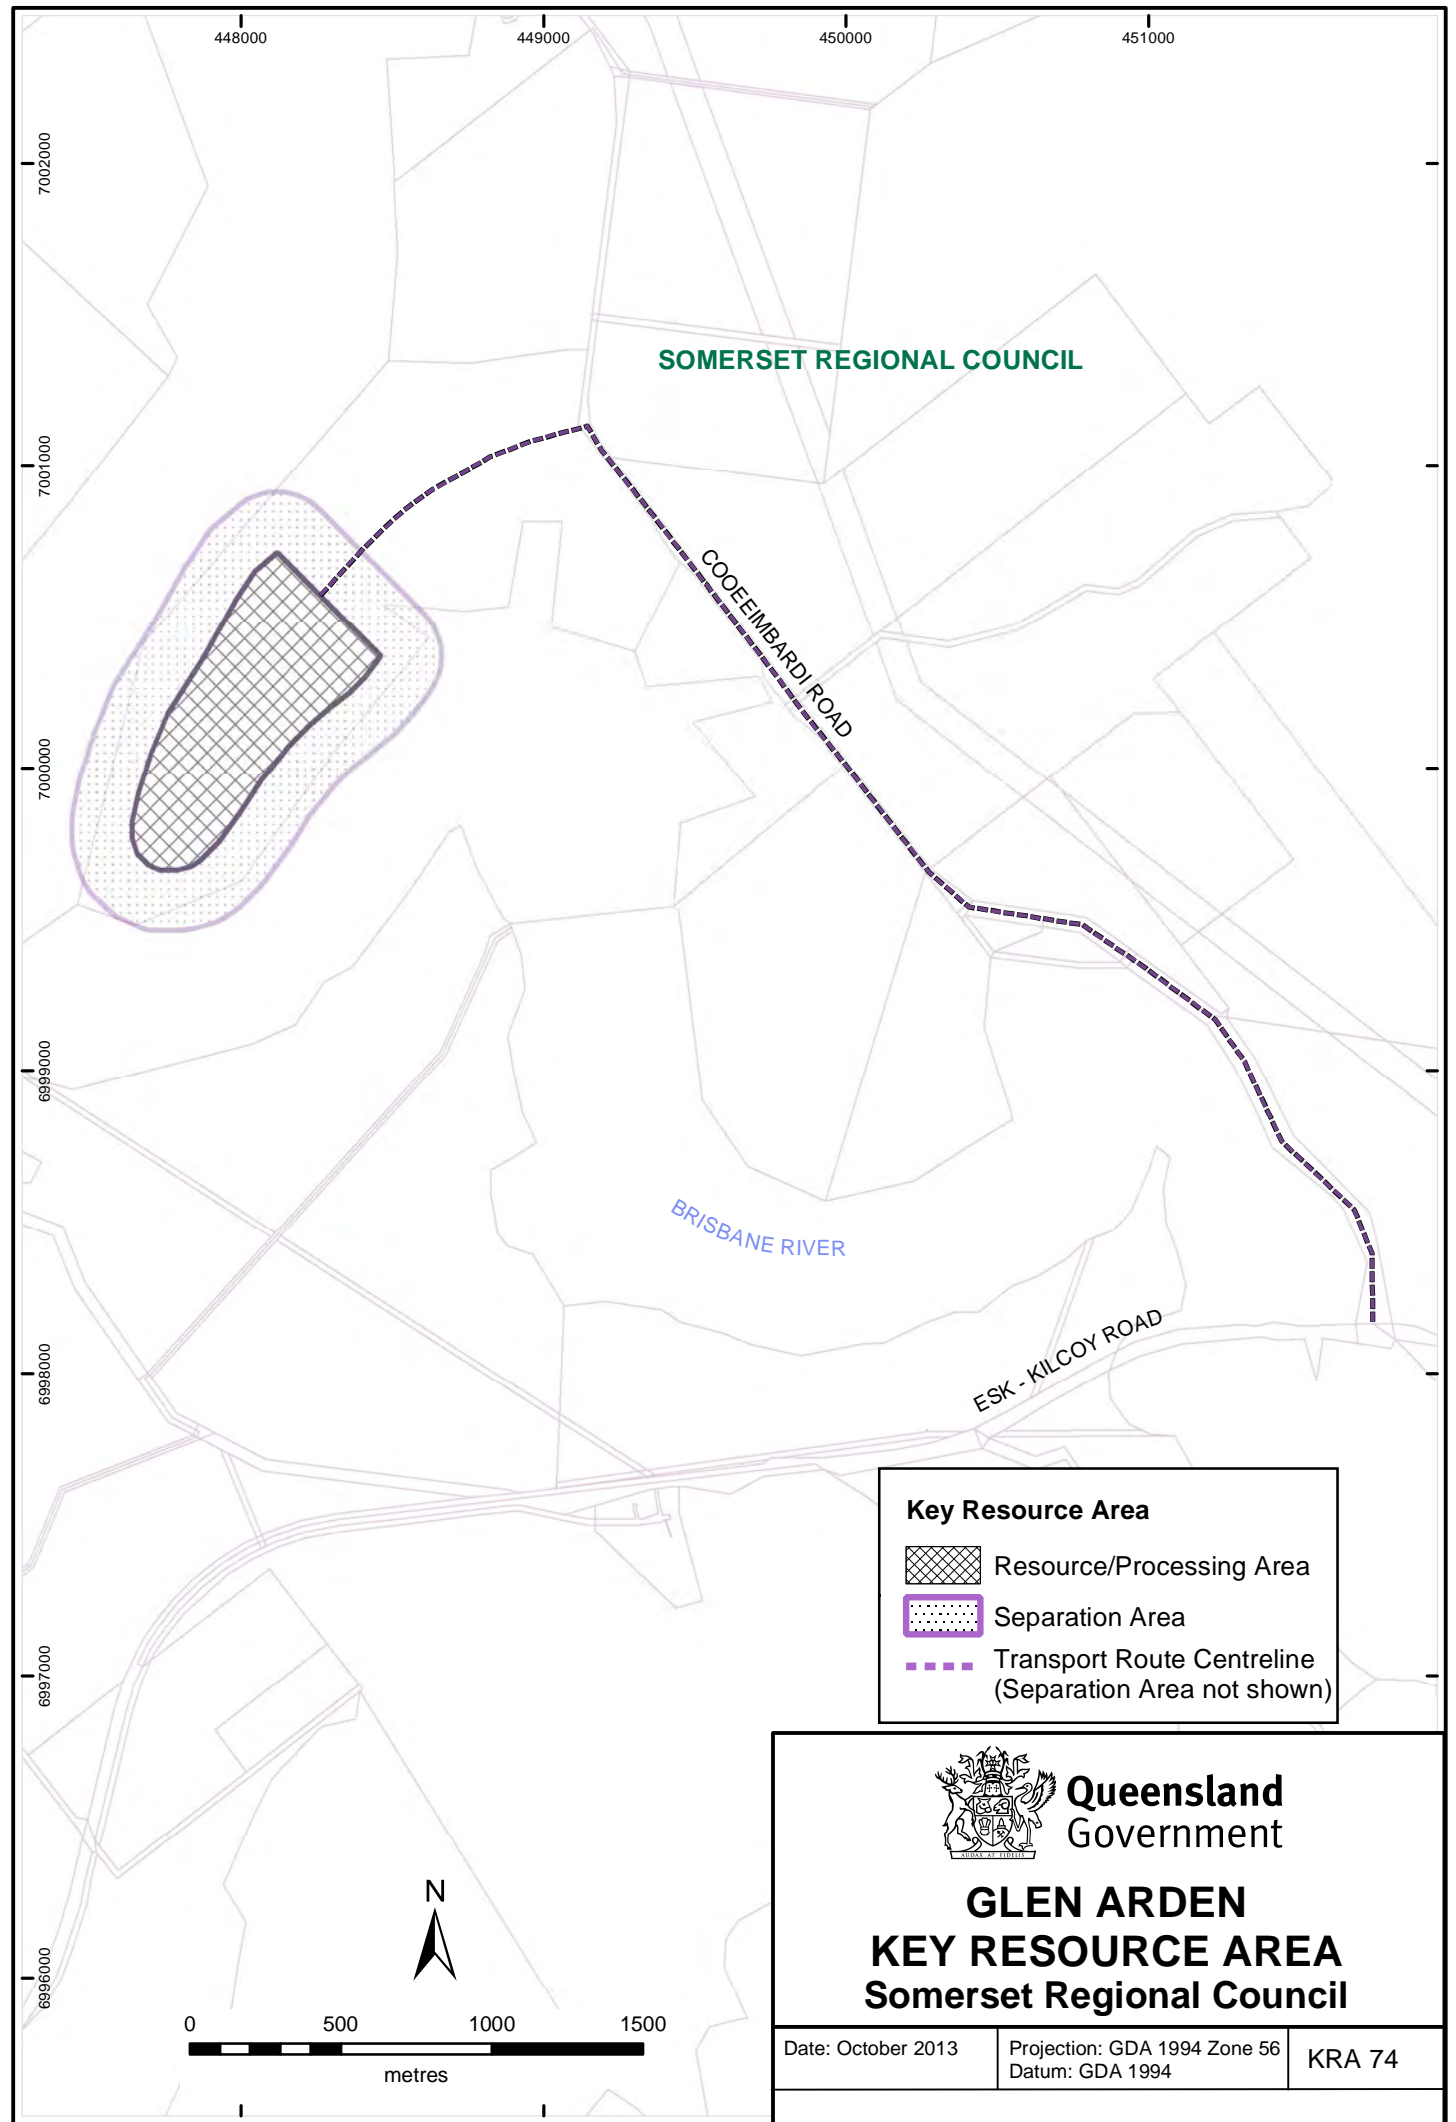 448000
449000
450000
451000
7002000
SOMERSET REGIONAL COUNCIL
7001000
COOEEIMBARDI ROAD
7000000
6999000
BRISBANE RIVER
ESK - KILCOY ROAD
6998000
Key Resource Area
Resource/Processing Area
Separation Area
Transport Route Centreline
(Separation Area not shown)
6997000
AUDAX AT FIDELIS
Queensland
Government
GLEN ARDEN
KEY RESOURCE AREA
Somerset Regional Council
N
6996000
0 500 1000 1500
metres
Date: October 2013
Projection: GDA 1994 Zone 56
Datum: GDA 1994
KRA 74